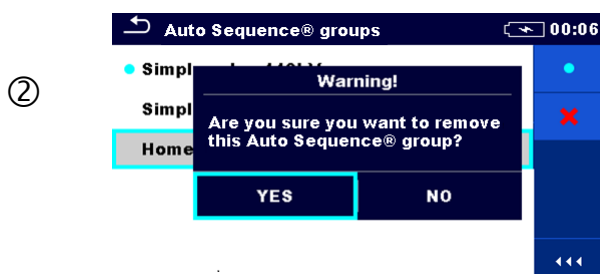 Auto Sequence® groups
00:06
②
Simpl
Warning!
Simpl
Are you sure you want to remove
this Auto Sequence® group?
Home
YES
NO